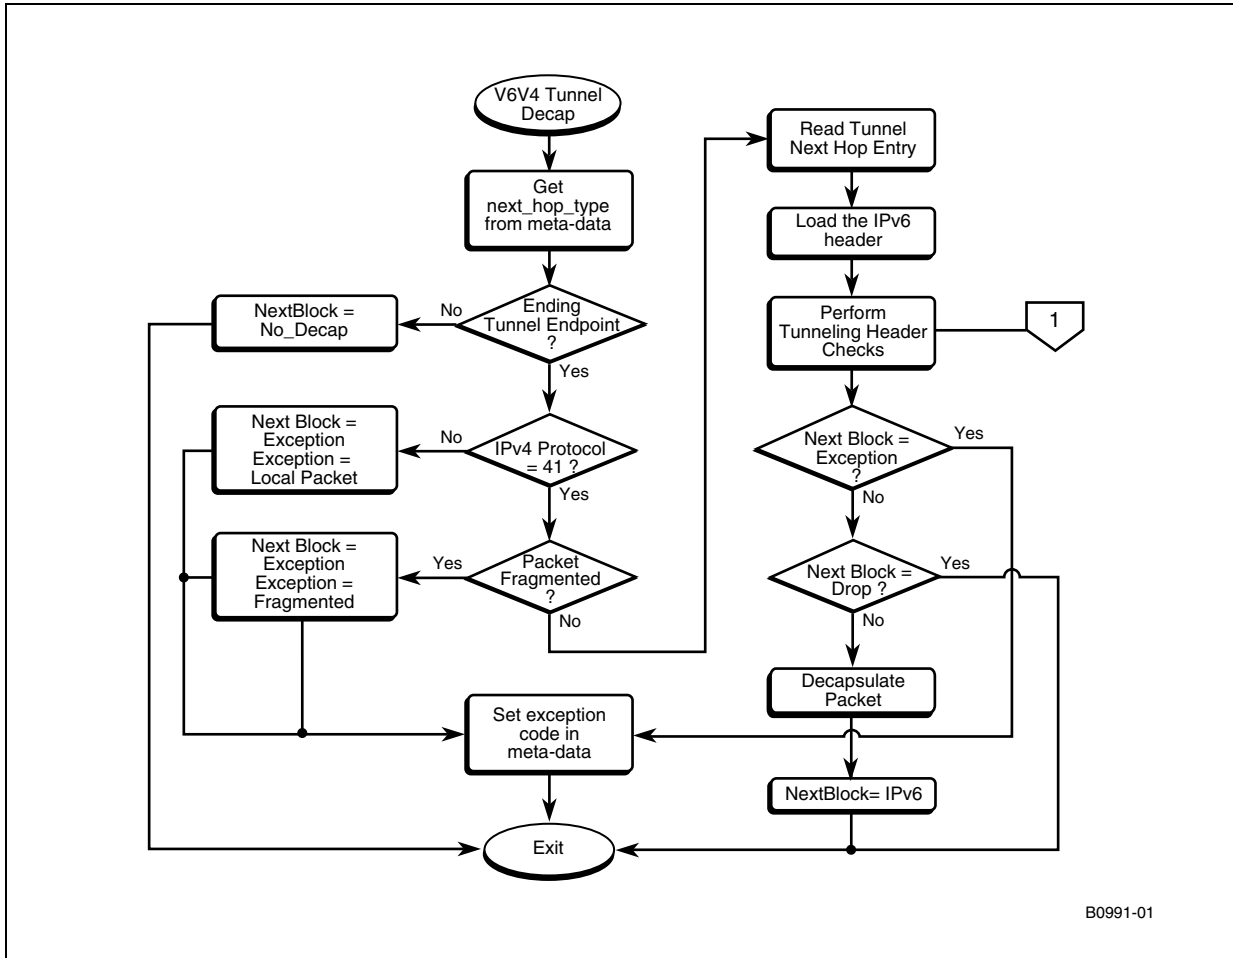 V6V4 Tunnel
Decap
Get
next_hop_type
from meta-data
Ending
Tunnel Endpoint
?
No
Yes
NextBlock =
No_Decap
IPv4 Protocol
= 41 ?
No
Yes
Next Block =
Exception
Exception =
Local Packet
Packet
Fragmented
?
Yes
No
Next Block =
Exception
Exception =
Fragmented
Set exception
code in
meta-data
Exit
Read Tunnel
Next Hop Entry
Load the IPv6
header
Perform
Tunneling Header
Checks
1
Next Block =
Exception
?
Yes
No
Next Block =
Drop ?
Yes
No
Decapsulate
Packet
NextBlock= IPv6
B0991-01